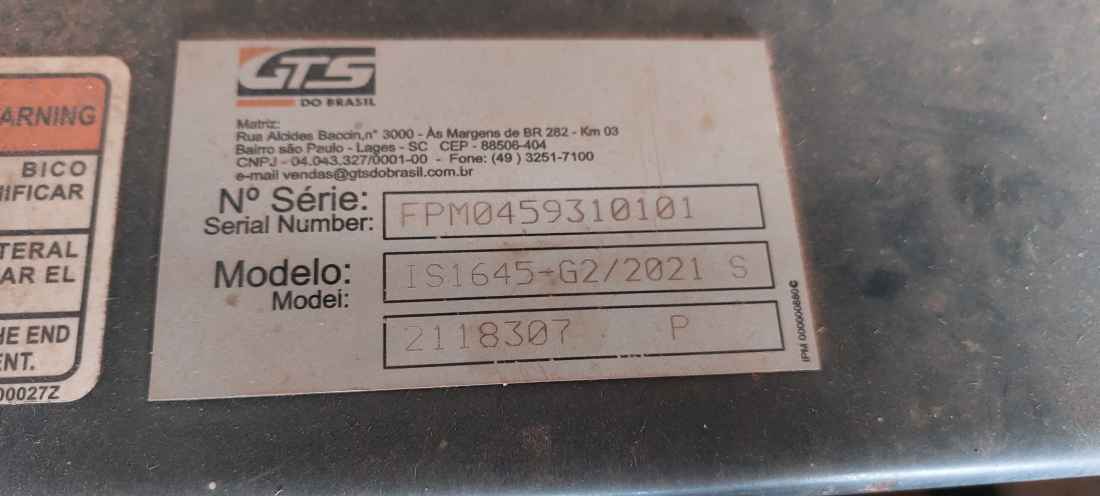 ARNING
BICO
IIFICAR
TERAL
AR EL
HE END
ENT.
00027Z
GTS
DO BRASIL
Matriz:
Rua Alcides Baccin,n° 3000 - Às Margens de BR 282 - Km 03
Bairro são Paulo - Lages - SC CEP - 88506-404
CNPJ - 04.043.327/0001-00 - Fone: (49 ) 3251-7100
e-mail vendas@gtsdobrasil.com.br
Nº Série: FPM0459310101
Serial Number:
Modelo: IS1645-G2/2021 S
Model:
2118307 P
IPM 000000880©